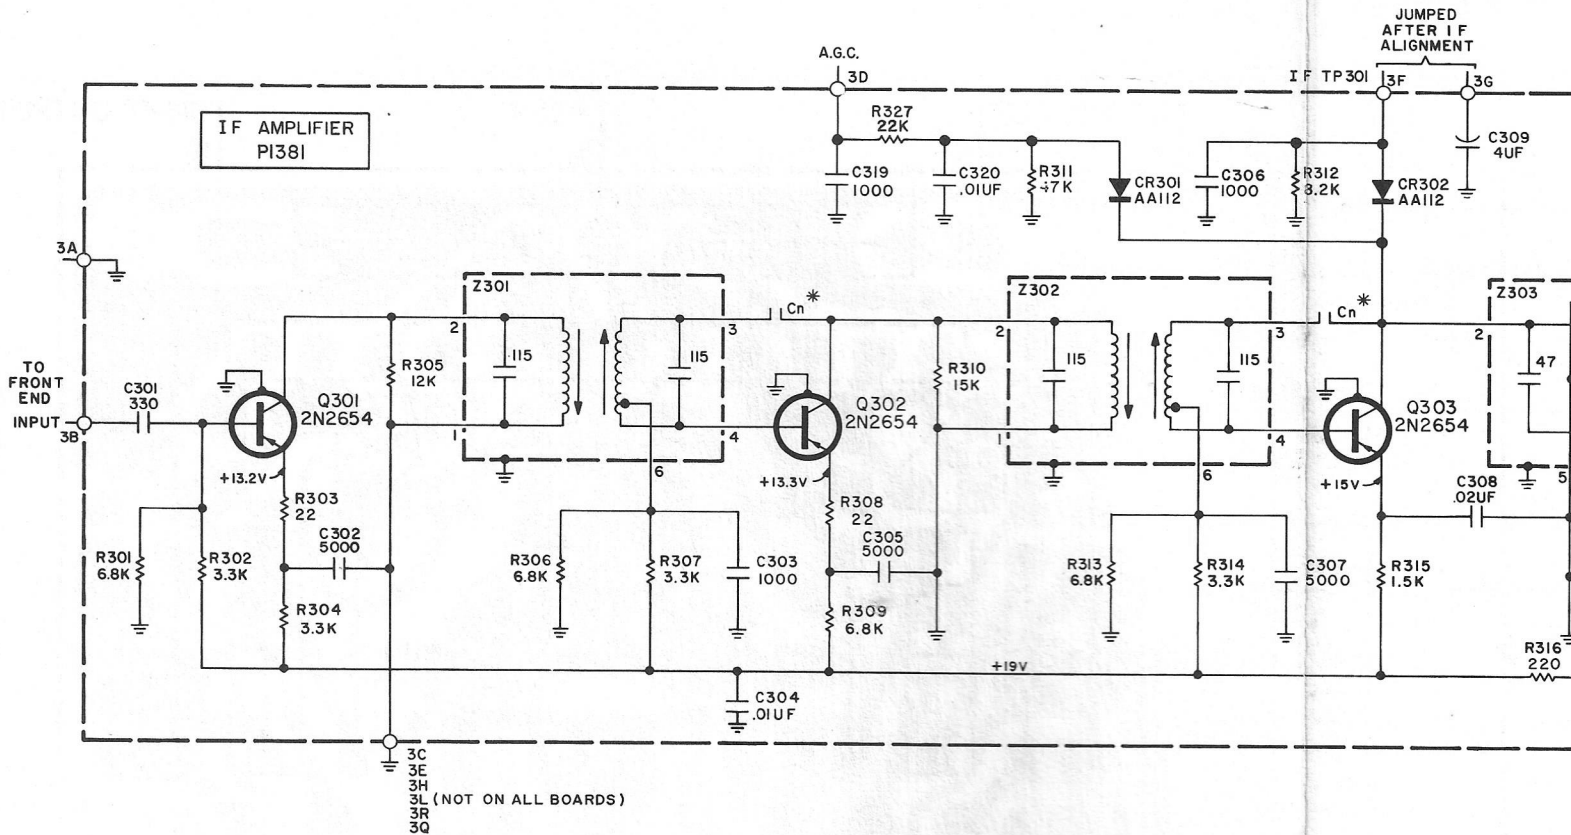 JUMPED
AFTER IF
ALIGNMENT
A.G.C.
3D
IF TP301
3F
3G
IF AMPLIFIER
P1381
R327
22K
C309
4UF
C319
1000
C320
.01UF
R311
47K
CR301
AA112
C306
1000
R312
8.2K
CR302
AA112
3A
Z301
Z302
Z303
2
115
115
3
Cn *
2
115
115
3
Cn *
2
47
TO
FRONT
END
INPUT
3B
C301
330
Q301
2N2654
R305
12K
1
4
6
Q302
2N2654
R310
15K
1
4
6
Q303
2N2654
5
+13.2V
+13.3V
+15V
R303
22
C302
5000
R301
6.8K
R302
3.3K
R304
3.3K
R306
6.8K
R307
3.3K
C303
1000
R308
22
C305
5000
R309
6.8K
R313
6.8K
R314
3.3K
C307
5000
R315
1.5K
C308
.02UF
R316
220
+19V
C304
.01UF
3C
3E
3H
3L (NOT ON ALL BOARDS)
3R
3Q